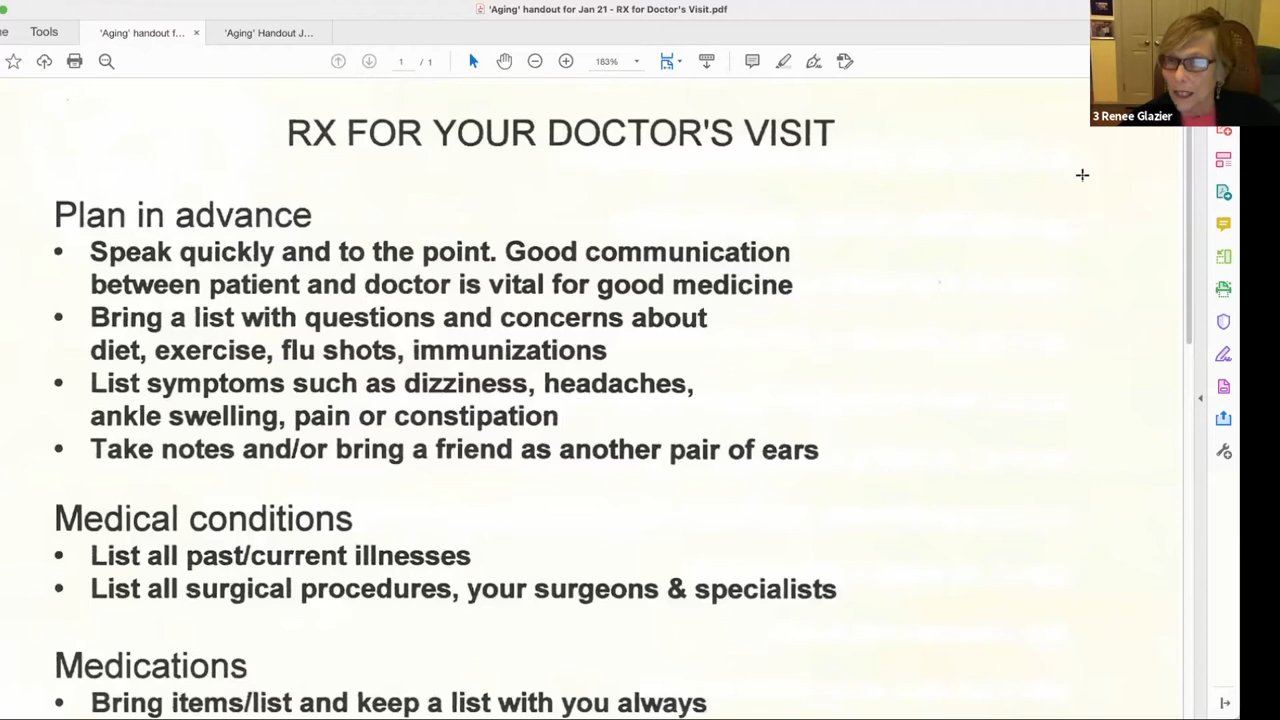 'Aging' handout for Jan 21 - RX for Doctor's Visit.pdf
Tools
'Aging' handout f... ×
'Aging' Handout J...
1 / 1
183%
3 Renee Glazier
RX FOR YOUR DOCTOR'S VISIT
Plan in advance
• Speak quickly and to the point. Good communication
between patient and doctor is vital for good medicine
• Bring a list with questions and concerns about
diet, exercise, flu shots, immunizations
• List symptoms such as dizziness, headaches,
ankle swelling, pain or constipation
• Take notes and/or bring a friend as another pair of ears
Medical conditions
• List all past/current illnesses
• List all surgical procedures, your surgeons & specialists
Medications
• Bring items/list and keep a list with you always